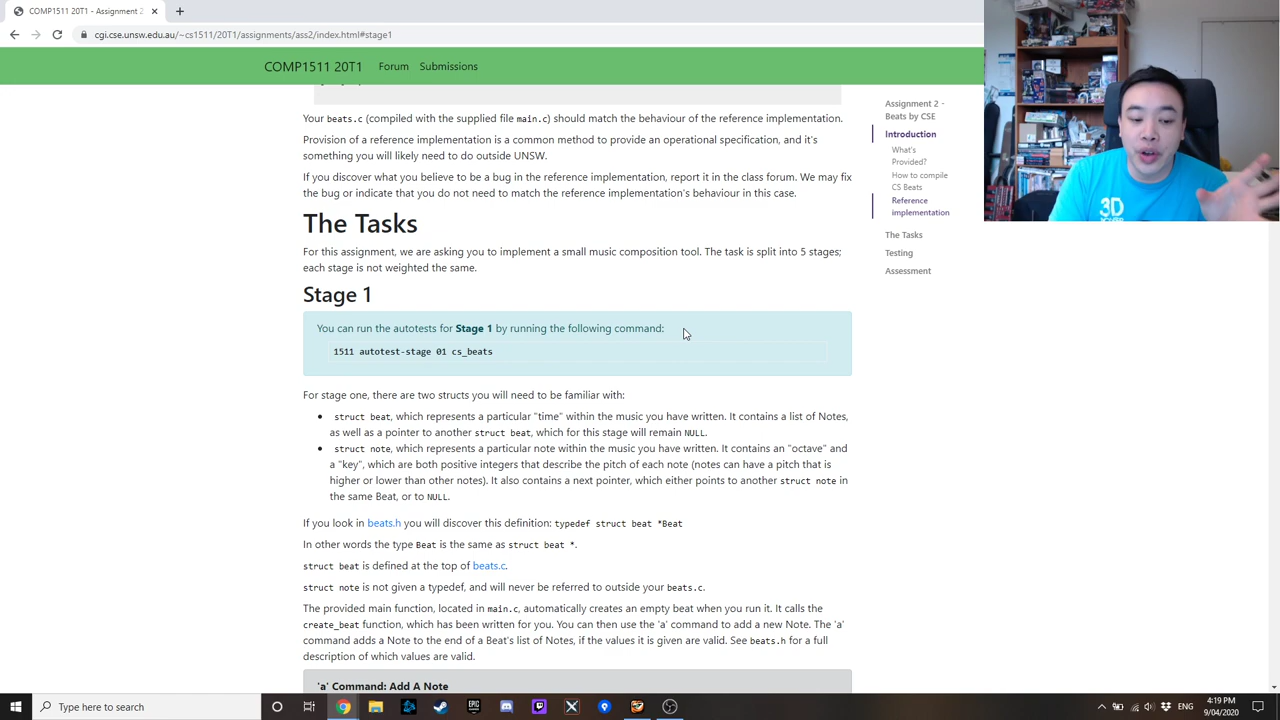 COMP1511 20T1 - Assignment 2
cgi.cse.unsw.edu.au/~cs1511/20T1/assignments/ass2/index.html#stage1
COMP1511 20T1 Forum Submissions
Your beats.c (compiled with the supplied file main.c) should match the behaviour of the reference implementation.
Provision of a reference implementation is a common method to provide an operational specification, and it's
something you will likely need to do outside UNSW.
If you discover what you believe to be a bug in the reference implementation, report it in the class forum. We may fix
the bug or indicate that you do not need to match the reference implementation's behaviour in this case.
The Tasks
For this assignment, we are asking you to implement a small music composition tool. The task is split into 5 stages;
each stage is not weighted the same.
Stage 1
You can run the autotests for Stage 1 by running the following command:
1511 autotest-stage 01 cs_beats
For stage one, there are two structs you will need to be familiar with:
• struct beat, which represents a particular "time" within the music you have written. It contains a list of Notes,
as well as a pointer to another struct beat, which for this stage will remain NULL.
• struct note, which represents a particular note within the music you have written. It contains an "octave" and
a "key", which are both positive integers that describe the pitch of each note (notes can have a pitch that is
higher or lower than other notes). It also contains a next pointer, which either points to another struct note in
the same Beat, or to NULL.
If you look in beats.h you will discover this definition: typedef struct beat *Beat
In other words the type Beat is the same as struct beat *.
struct beat is defined at the top of beats.c.
struct note is not given a typedef, and will never be referred to outside your beats.c.
The provided main function, located in main.c, automatically creates an empty beat when you run it. It calls the
create_beat function, which has been written for you. You can then use the 'a' command to add a new Note. The 'a'
command adds a Note to the end of a Beat's list of Notes, if the values it is given are valid. See beats.h for a full
description of which values are valid.
'a' Command: Add A Note
Assignment 2 -
Beats by CSE
Introduction
What's
Provided?
How to compile
CS Beats
Reference
implementation
The Tasks
Testing
Assessment
3D
Type here to search
EPIC
4:19 PM
9/04/2020